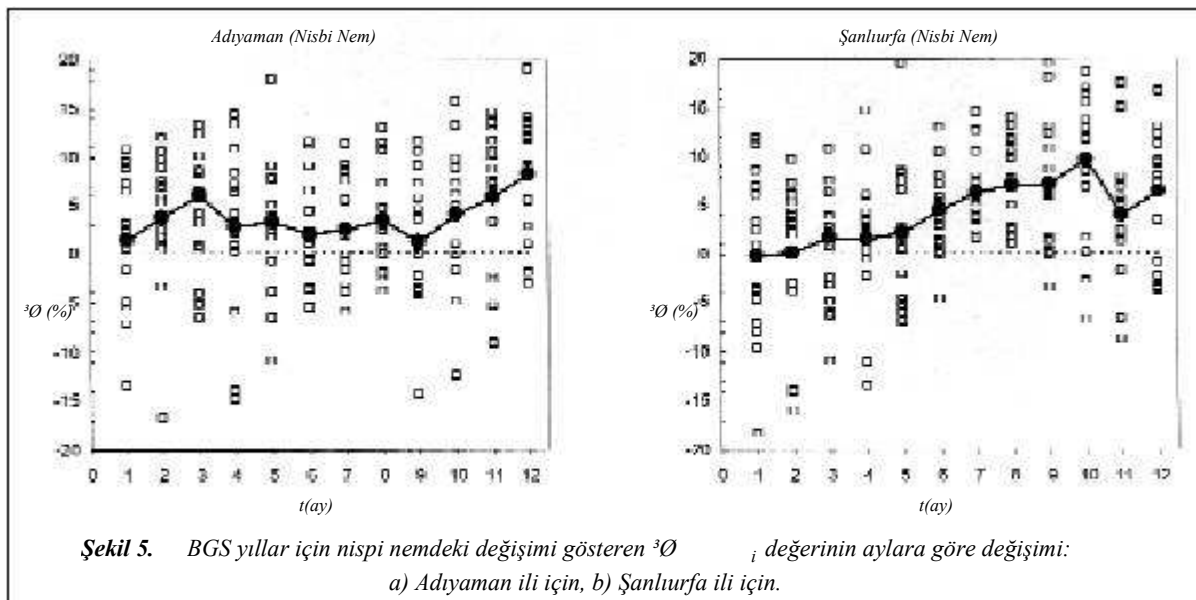 Adıyaman (Nisbi Nem)
20
15
10
5
0
-5
-10
-15
-20
³Ø (%)
0 1 2 3 4 5 6 7 8 9 10 11 12
t(ay)
Şanlıurfa (Nisbi Nem)
20
15
10
5
0
-5
-10
-15
-20
³Ø (%)
0 1 2 3 4 5 6 7 8 9 10 11 12
t(ay)
Şekil 5. BGS yıllar için nispi nemdeki değişimi gösteren ³Ø i değerinin aylara göre değişimi:
a) Adıyaman ili için, b) Şanlıurfa ili için.